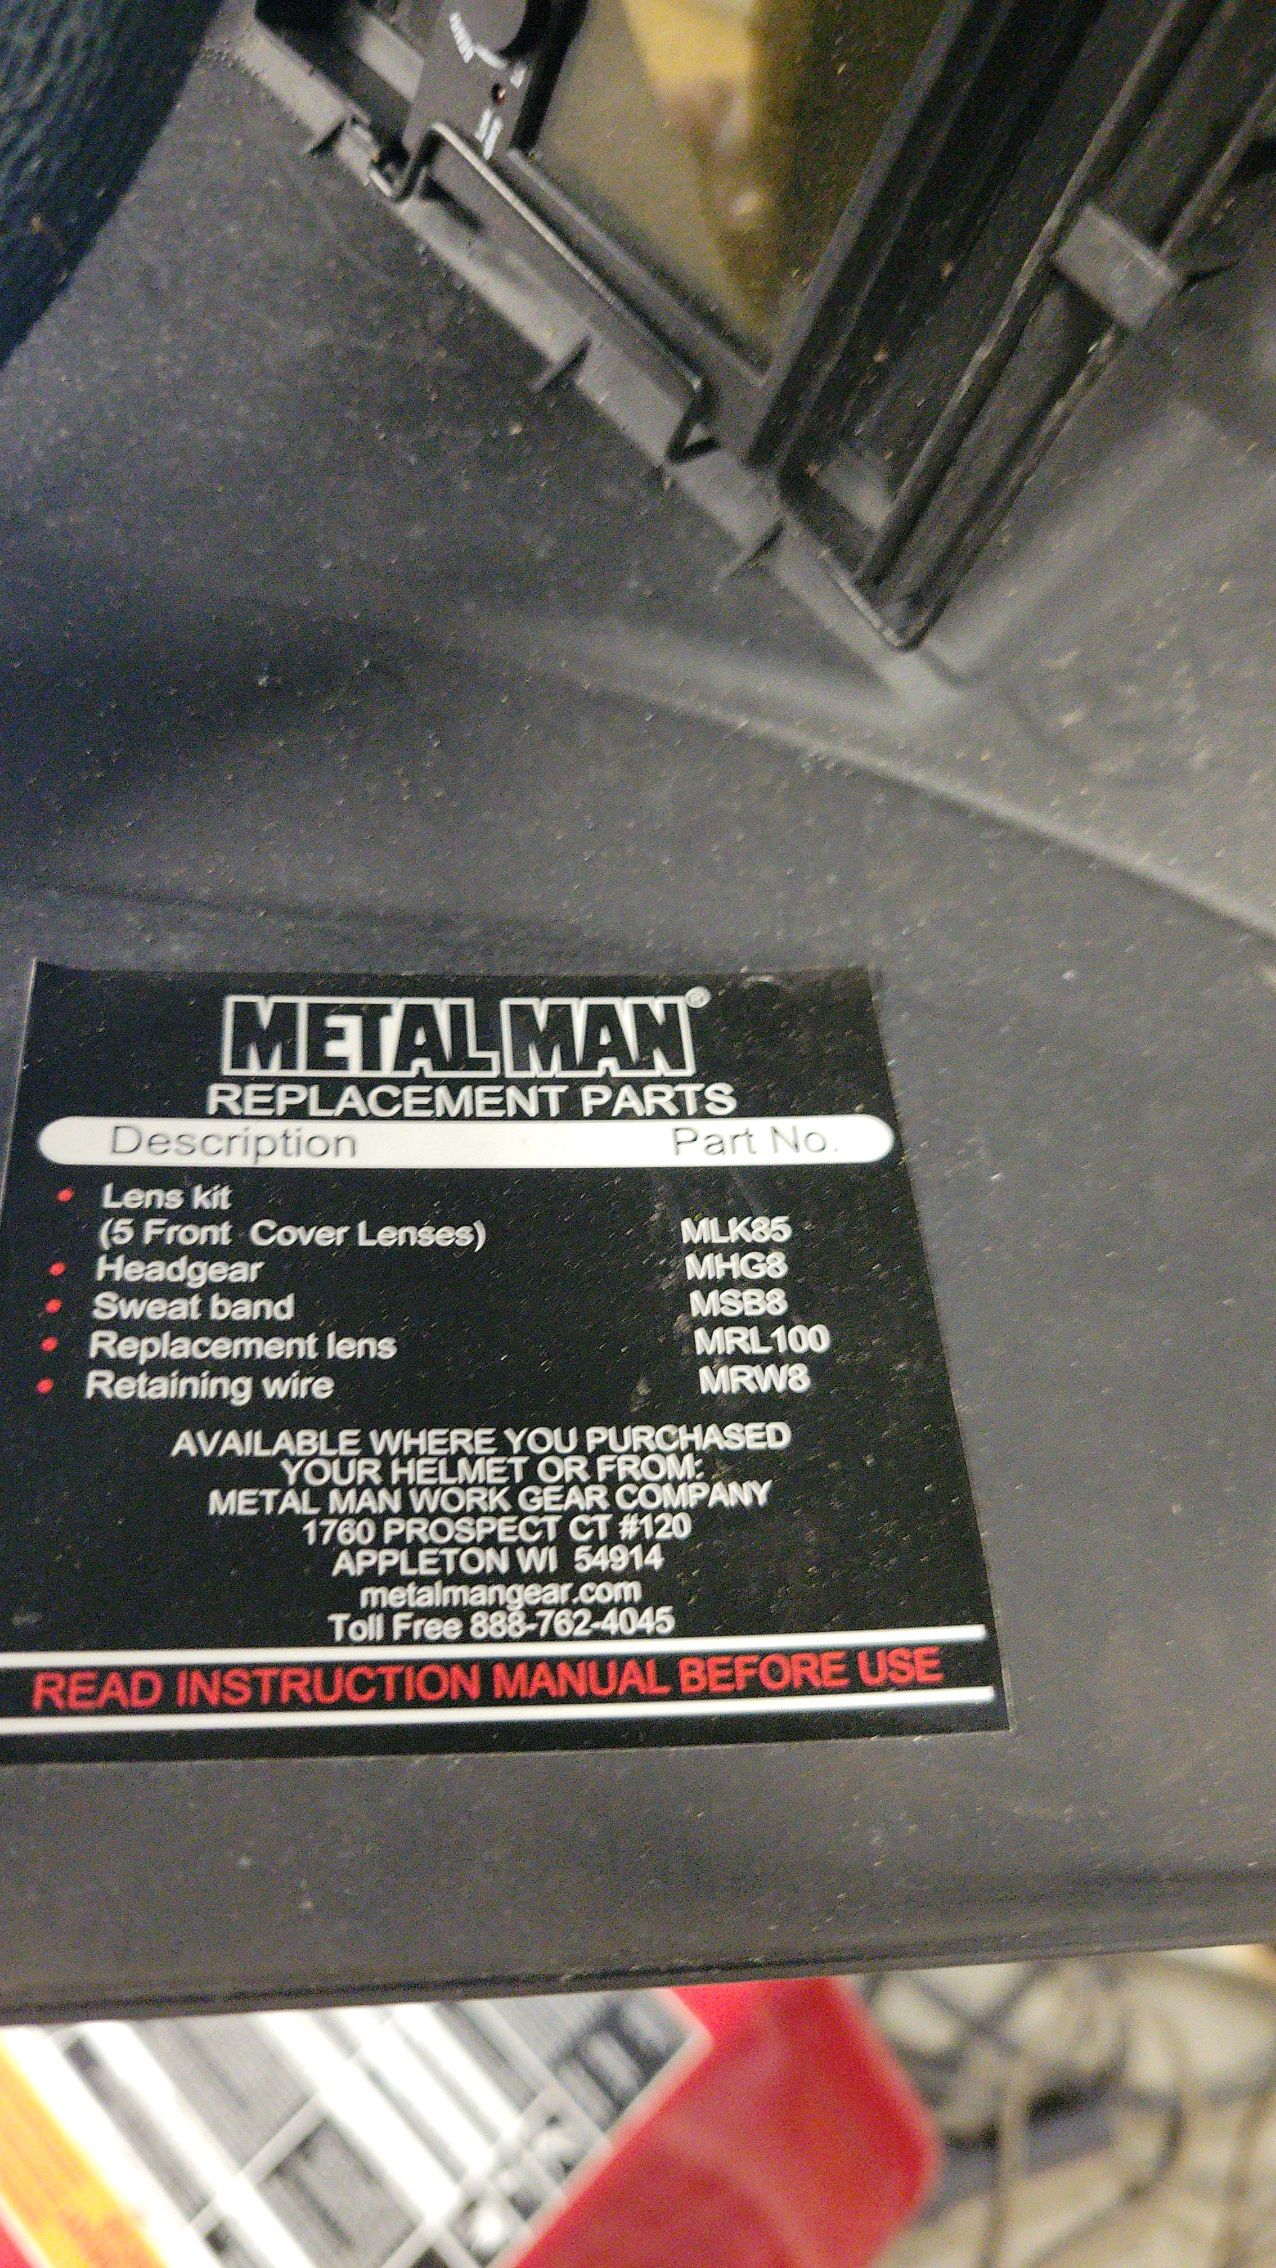 METAL MAN®
REPLACEMENT PARTS
Description Part No.
• Lens kit
(5 Front Cover Lenses) MLK85
• Headgear MHG8
• Sweat band MSB8
• Replacement lens MRL100
• Retaining wire MRW8
AVAILABLE WHERE YOU PURCHASED
YOUR HELMET OR FROM:
METAL MAN WORK GEAR COMPANY
1760 PROSPECT CT #120
APPLETON WI 54914
metalmangear.com
Toll Free 888-762-4045
READ INSTRUCTION MANUAL BEFORE USE